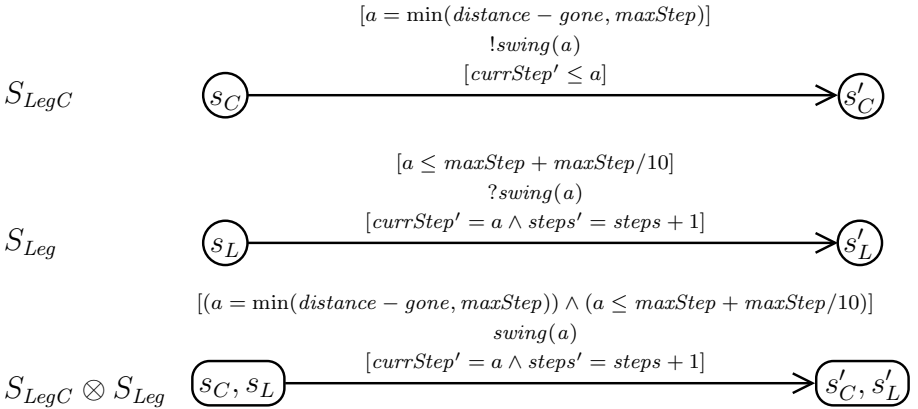 [a = min(distance − gone, maxStep)]
!swing(a)
[currStep′ ≤ a]
S_LegC s_C s′_C
[a ≤ maxStep + maxStep/10]
?swing(a)
[currStep′ = a ∧ steps′ = steps + 1]
S_Leg s_L s′_L
[(a = min(distance − gone, maxStep)) ∧ (a ≤ maxStep + maxStep/10)]
swing(a)
[currStep′ = a ∧ steps′ = steps + 1]
S_LegC ⊗ S_Leg s_C, s_L s′_C, s′_L